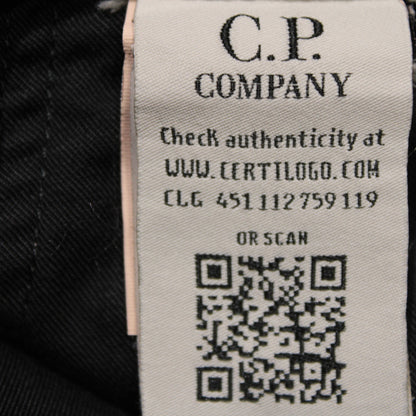 C.P.
COMPANY
Check authenticity at
WWW.CERTILOGO.COM
CLG 451 112 759 119
OR SCAN